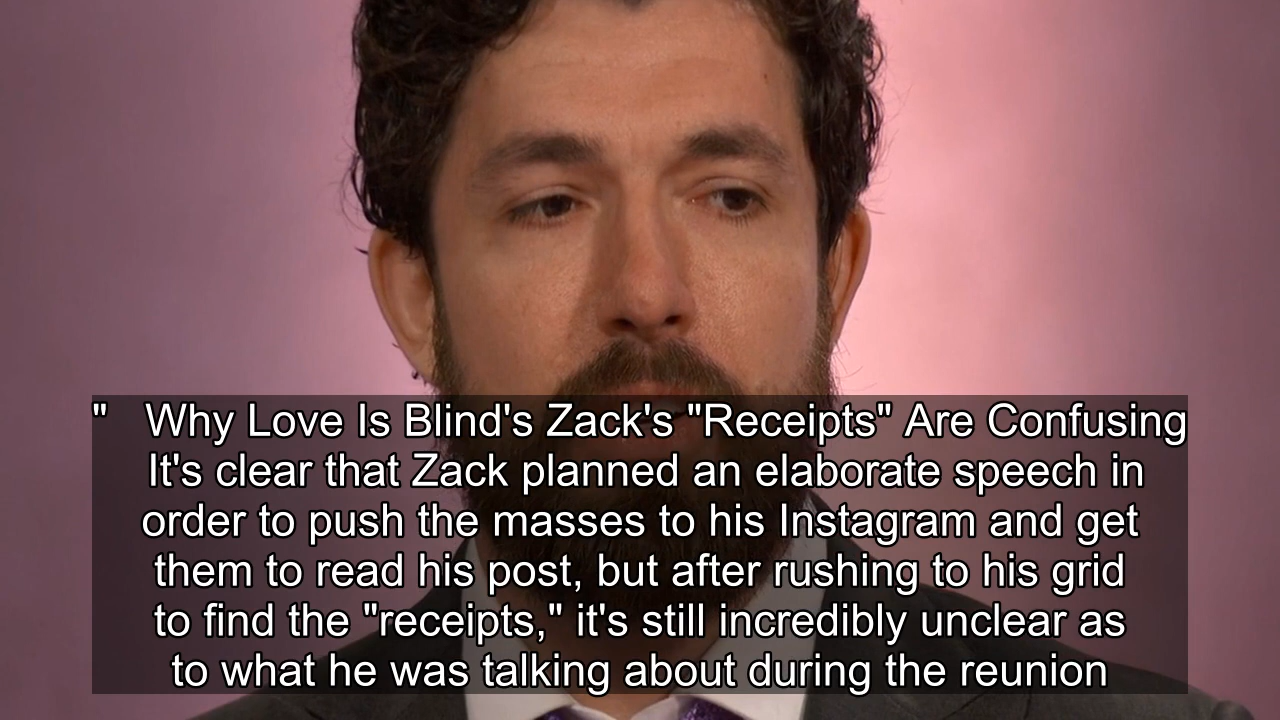 "   Why Love Is Blind's Zack's "Receipts" Are Confusing
It's clear that Zack planned an elaborate speech in
order to push the masses to his Instagram and get
them to read his post, but after rushing to his grid
to find the "receipts," it's still incredibly unclear as
to what he was talking about during the reunion